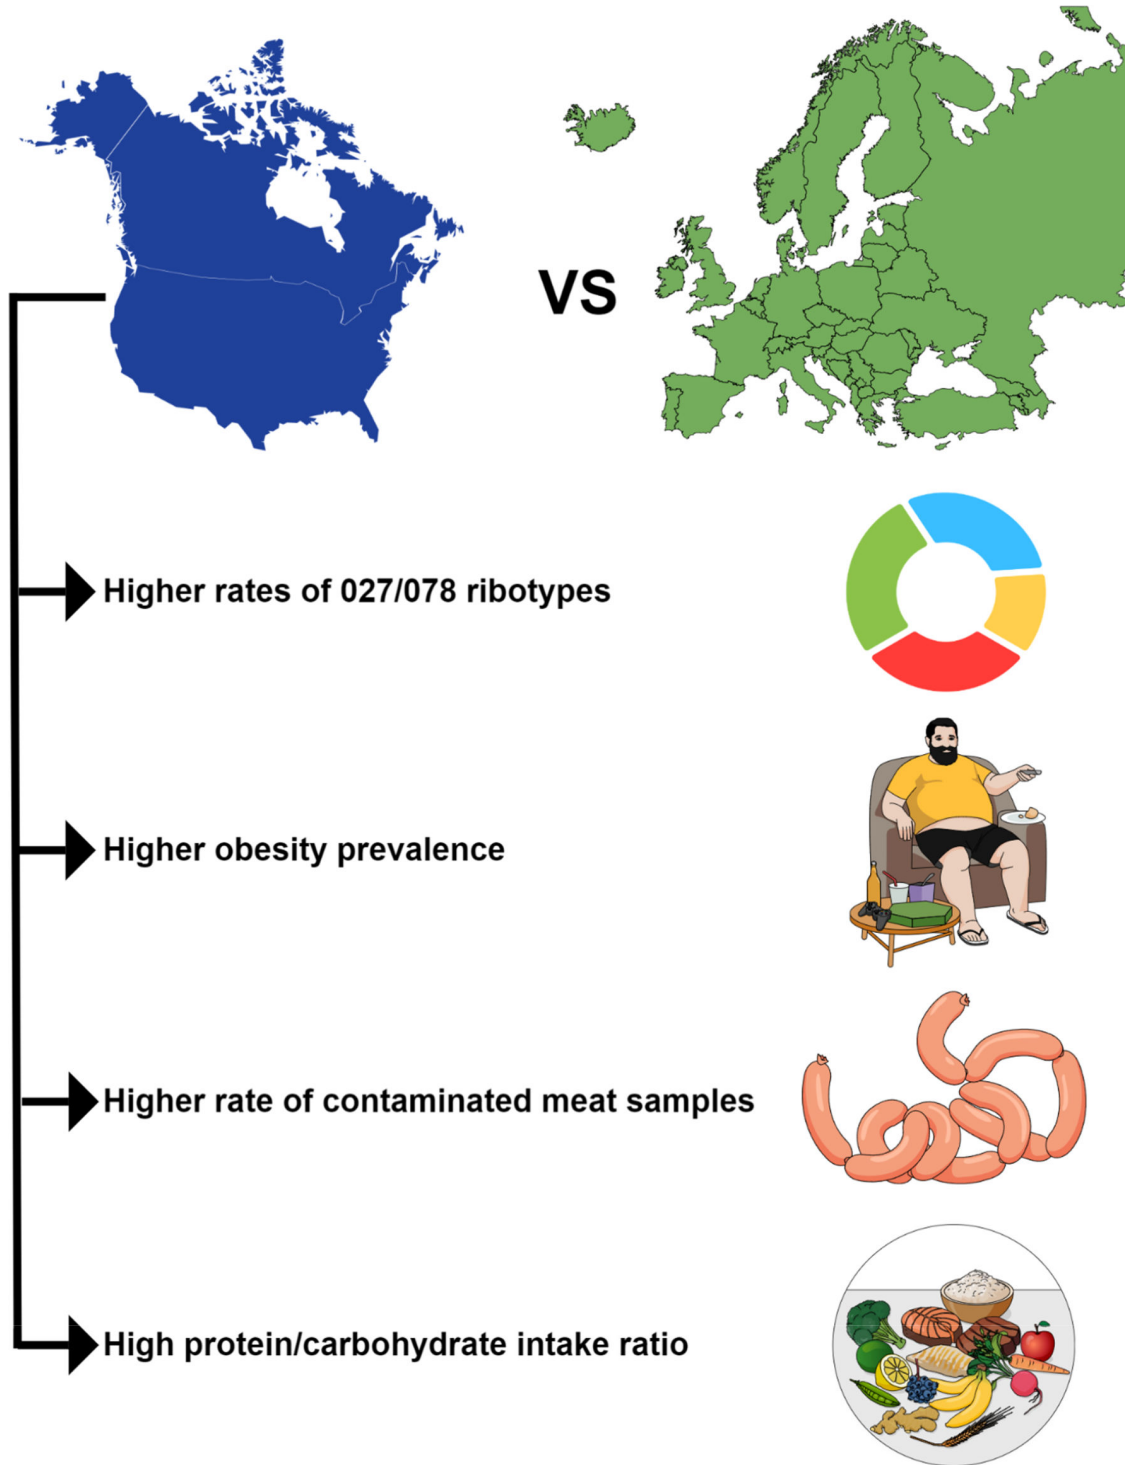 VS
Higher rates of 027/078 ribotypes
Higher obesity prevalence
Higher rate of contaminated meat samples
High protein/carbohydrate intake ratio